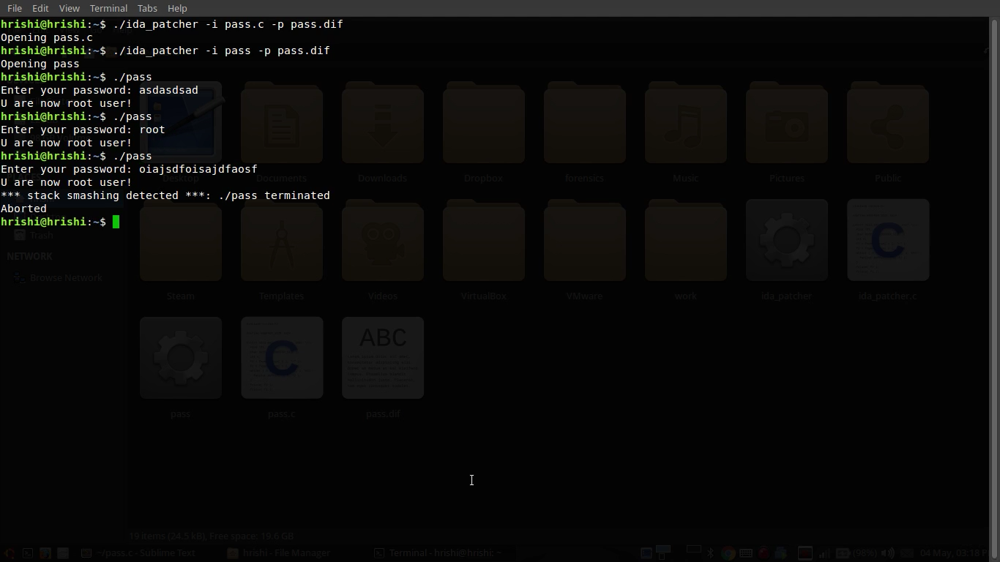 File Edit View Terminal Tabs Help
hrishi@hrishi:~$ ./ida_patcher -i pass.c -p pass.dif
Opening pass.c
hrishi@hrishi:~$ ./ida_patcher -i pass -p pass.dif
Opening pass
hrishi@hrishi:~$ ./pass
Enter your password: asdasdsad
U are now root user!
hrishi@hrishi:~$ ./pass
Enter your password: root
U are now root user!
hrishi@hrishi:~$ ./pass
Enter your password: oiajsdfoisajdfaosf
U are now root user!
*** stack smashing detected ***: ./pass terminated
Aborted
hrishi@hrishi:~$
Desktop Documents Downloads Dropbox forensics Music Pictures Public
Trash
NETWORK
Browse Network
Steam Templates Videos VirtualBox VMware work ida_patcher ida_patcher.c
C
ABC
C
pass pass.c pass.dif
19 items (24.5 kB), Free space: 19.6 GB
~/pass.c - Sublime Text hrishi - File Manager Terminal - hrishi@hrishi: ~ (98%) 04 May, 03:18